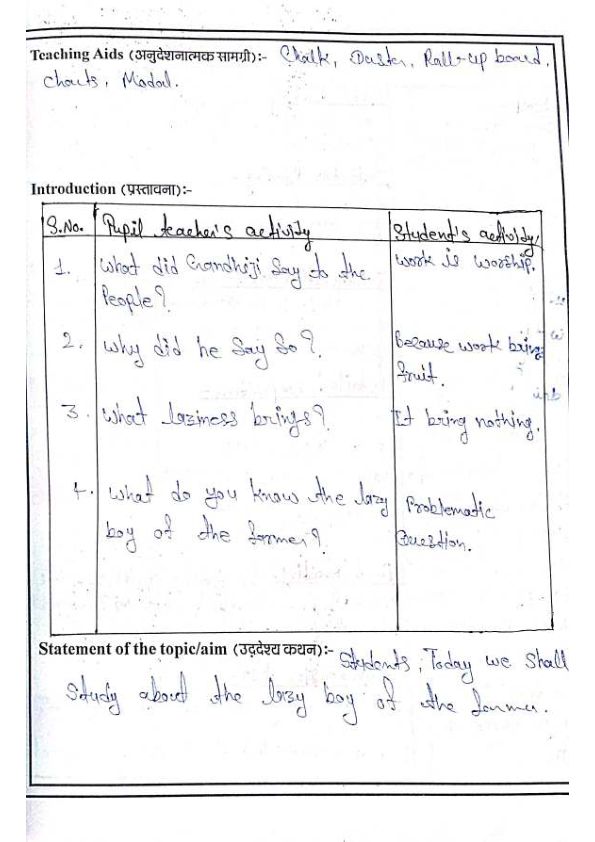 Teaching Aids (अनुदेशनात्मक सामग्री):- Chalk, Duster, Roll-up board,
Charts, Modal.
Introduction (प्रस्तावना):-
S.No. Pupil teacher's activity Student's activity
1. What did Gandhiji Say to the work is worship.
People?
2. Why did he Say So? Because work bring
fruit.
3. What laziness brings? It bring nothing.
4. What do you know the lazy Problematic
boy of the farmer? Question.
Statement of the topic/aim (उद्देश्य कथन):- Students, Today we Shall
Study about the lazy boy of the farmer.